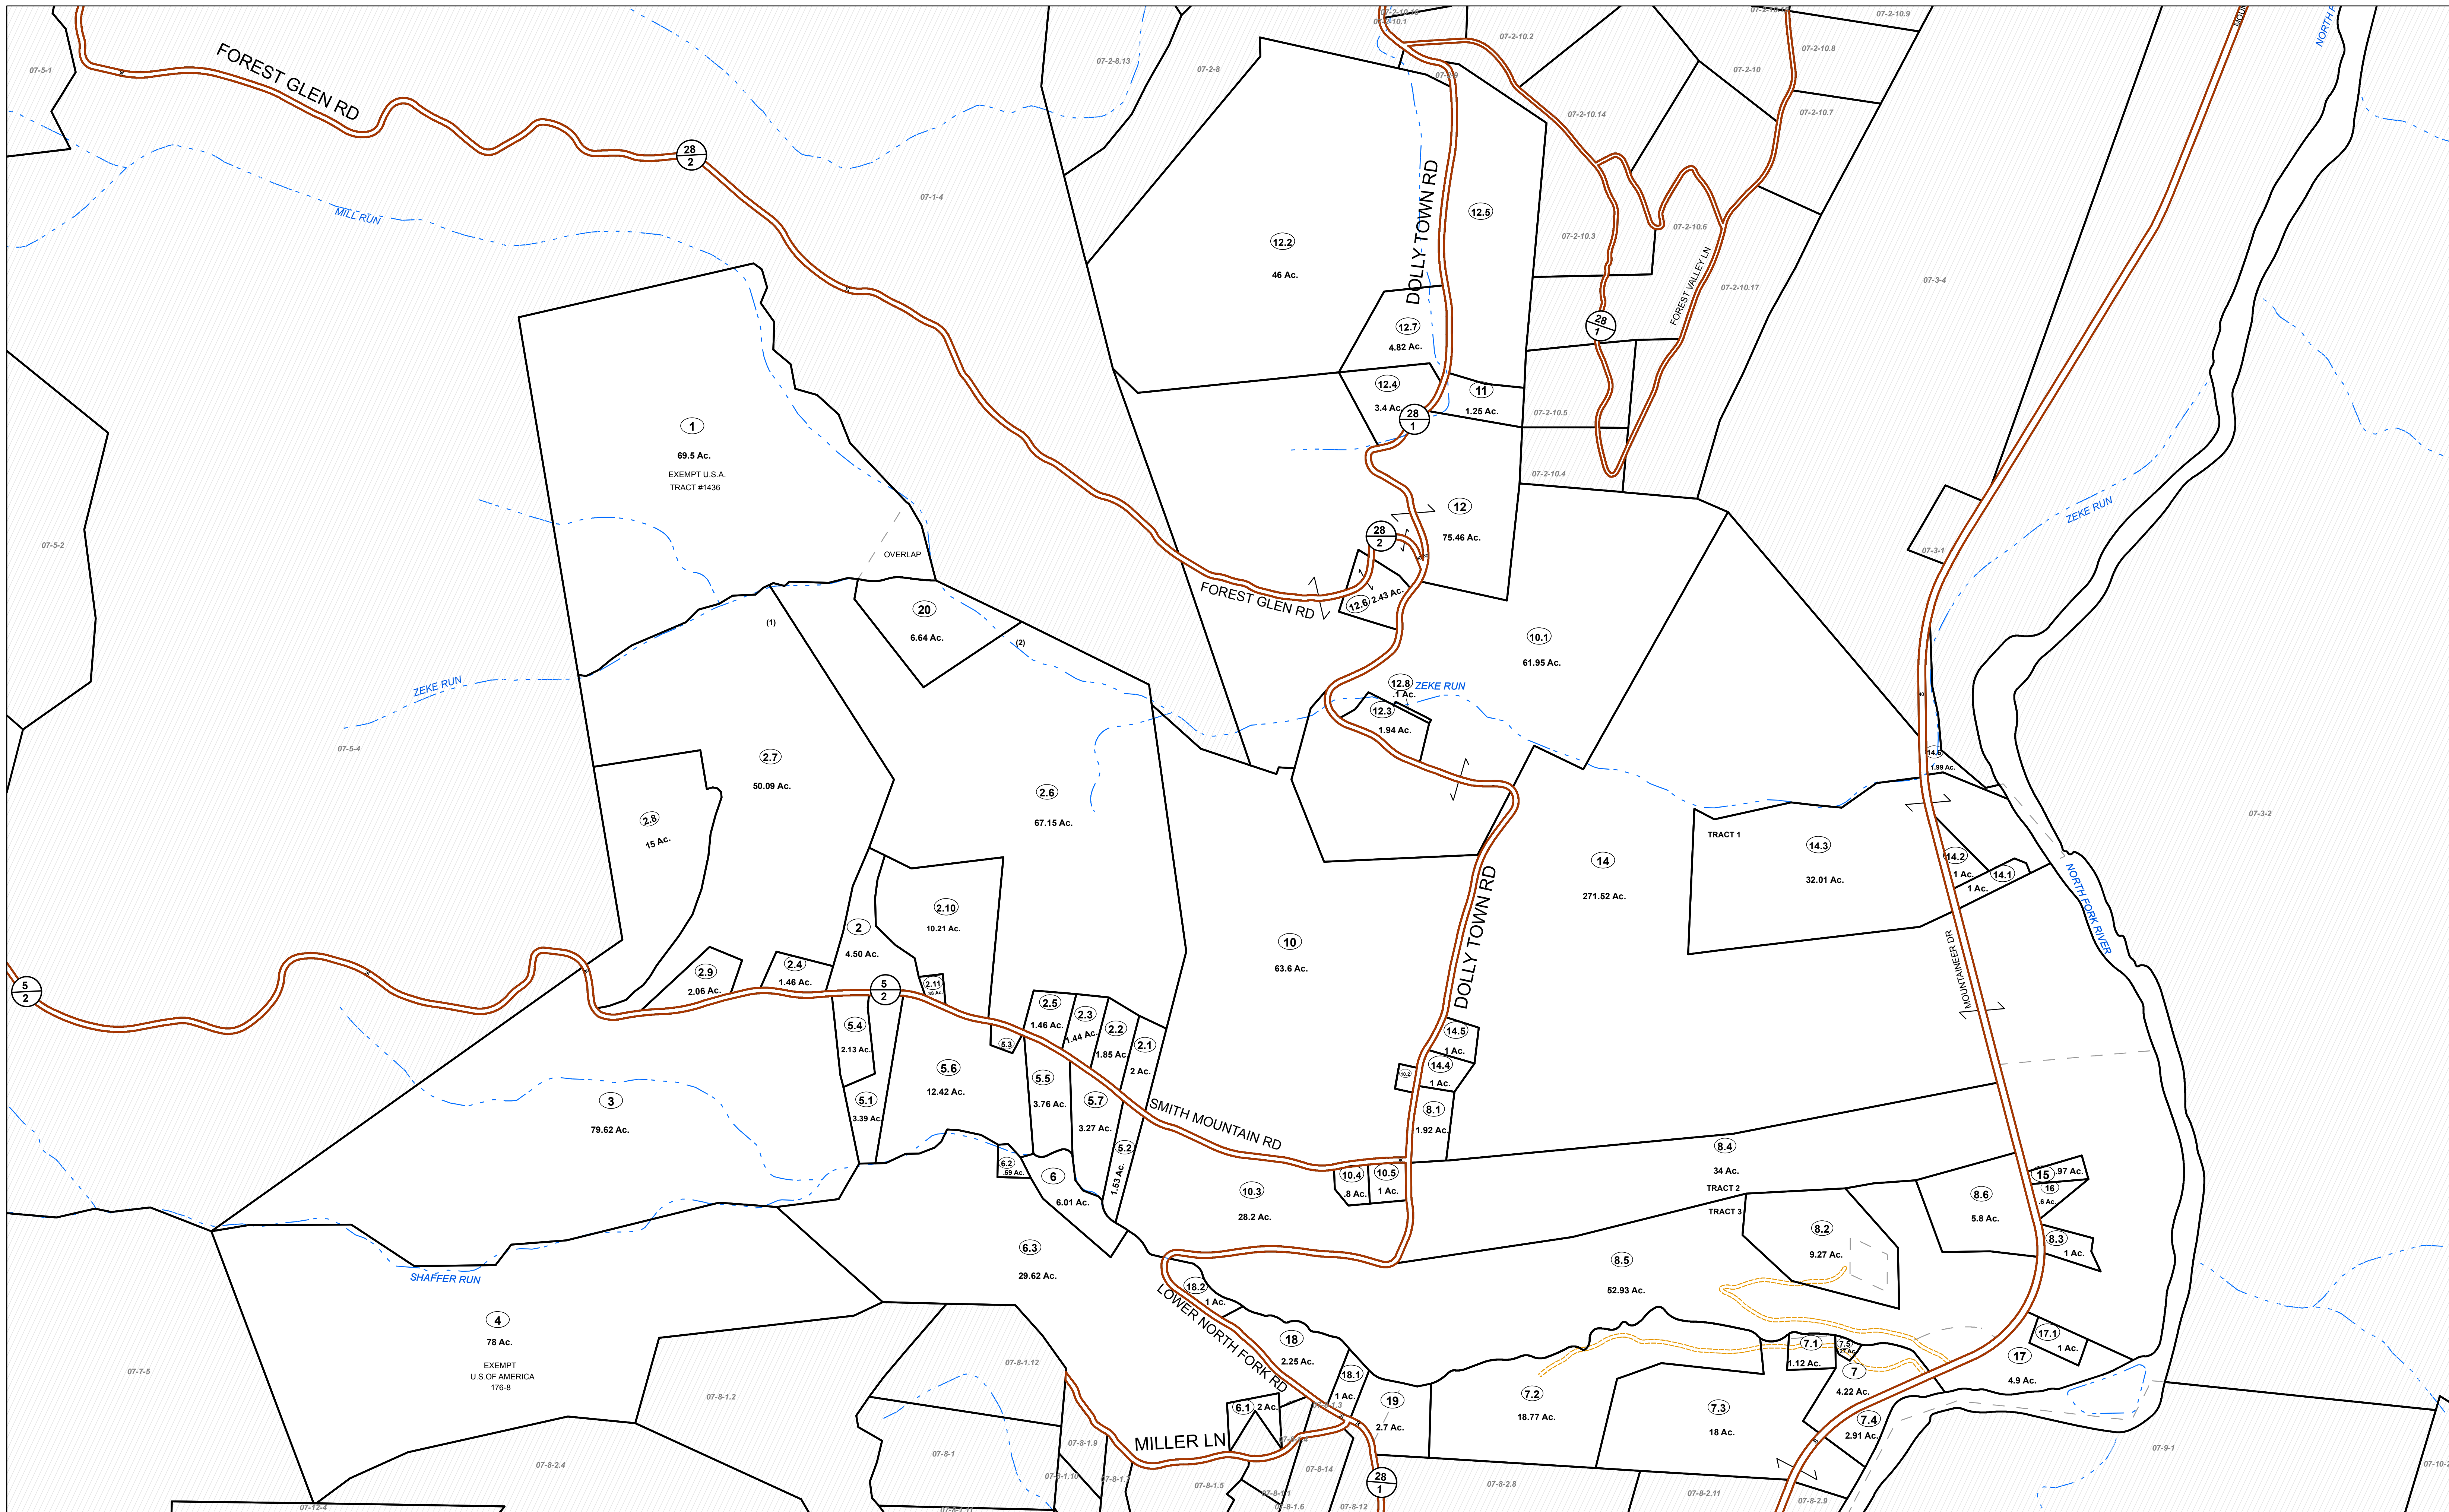 07-2-10.1
07-2-10.9
NORTH F
07-5-1
FOREST GLEN RD
07-2-8.13
07-2-8
07-2-10.2
07-2-10.8
07-2-10
28
2
07-2-10.14
07-2-10.7
MILL RUN
07-1-4
DOLLY TOWN RD
12.5
12.2
46 Ac.
07-2-10.3
07-2-10.6
FOREST VALLEY LN
07-2-10.17
07-3-4
12.7
4.82 Ac.
28
1
12.4
3.4 Ac.
11
1.25 Ac.
28
1
07-2-10.5
1
69.5 Ac.
EXEMPT U.S.A.
TRACT #1436
07-2-10.4
12
75.46 Ac.
ZEKE RUN
07-5-2
OVERLAP
28
2
07-3-1
FOREST GLEN RD
12.6
2.43 Ac.
20
6.64 Ac.
(1)
(2)
10.1
61.95 Ac.
ZEKE RUN
12.8
.1 Ac.
ZEKE RUN
12.3
1.94 Ac.
07-5-4
2.7
50.09 Ac.
14.6
1.99 Ac.
2.6
67.15 Ac.
07-3-2
2.8
15 Ac.
TRACT 1
14.3
32.01 Ac.
14
271.52 Ac.
14.2
1 Ac.
14.1
1 Ac.
NORTH FORK RIVER
2.10
10.21 Ac.
2
4.50 Ac.
DOLLY TOWN RD
10
63.6 Ac.
MOUNTAINEER DR
2.9
2.06 Ac.
2.4
1.46 Ac.
5
2
5
2
2.11
.38 Ac.
2.5
1.46 Ac.
2.3
1.44 Ac.
2.2
1.85 Ac.
2.1
2 Ac.
5.4
2.13 Ac.
5.3
14.5
1 Ac.
14.4
1 Ac.
10.2
5.6
12.42 Ac.
5.5
3.76 Ac.
5.7
3.27 Ac.
5.1
3.39 Ac.
3
79.62 Ac.
SMITH MOUNTAIN RD
8.1
1.92 Ac.
5.2
1.53 Ac.
8.4
34 Ac.
TRACT 2
6.2
.59 Ac.
6
6.01 Ac.
10.4
.8 Ac.
10.5
1 Ac.
10.3
28.2 Ac.
15
.97 Ac.
16
.6 Ac.
8.6
5.8 Ac.
TRACT 3
8.2
9.27 Ac.
8.3
1 Ac.
6.3
29.62 Ac.
8.5
52.93 Ac.
SHAFFER RUN
18.2
1 Ac.
LOWER NORTH FORK RD
4
78 Ac.
EXEMPT
U.S.OF AMERICA
176-8
18
2.25 Ac.
17.1
1 Ac.
17
4.9 Ac.
7.1
1.12 Ac.
7.5
.27 Ac.
7
4.22 Ac.
07-7-5
07-8-1.12
18.1
1 Ac.
07-8-1.2
7.2
18.77 Ac.
19
2.7 Ac.
6.1
2 Ac.
7.3
18 Ac.
7.4
2.91 Ac.
MILLER LN
07-8-1.9
07-8-1
07-9-1
07-8-2.4
07-8-1.10
07-8-14
28
1
07-8-1.5
07-8-2.8
07-8-2.11
07-8-2.9
07-8-1.6
07-8-12
07-12-4